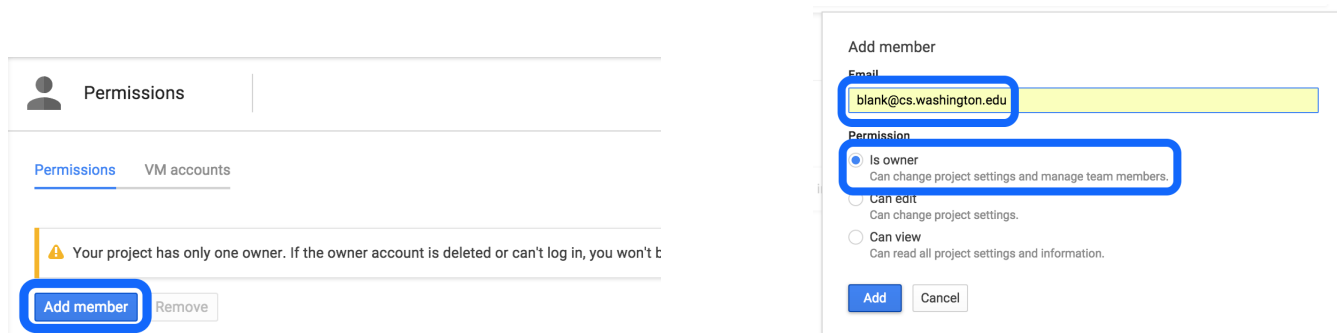 Permissions
Permissions VM accounts
Your project has only one owner. If the owner account is deleted or can't log in, you won't
Add member Remove
Add member
Email
blank@cs.washington.edu
Permission
Is owner
Can change project settings and manage team members.
Can edit
Can change project settings.
Can view
Can read all project settings and information.
Add Cancel